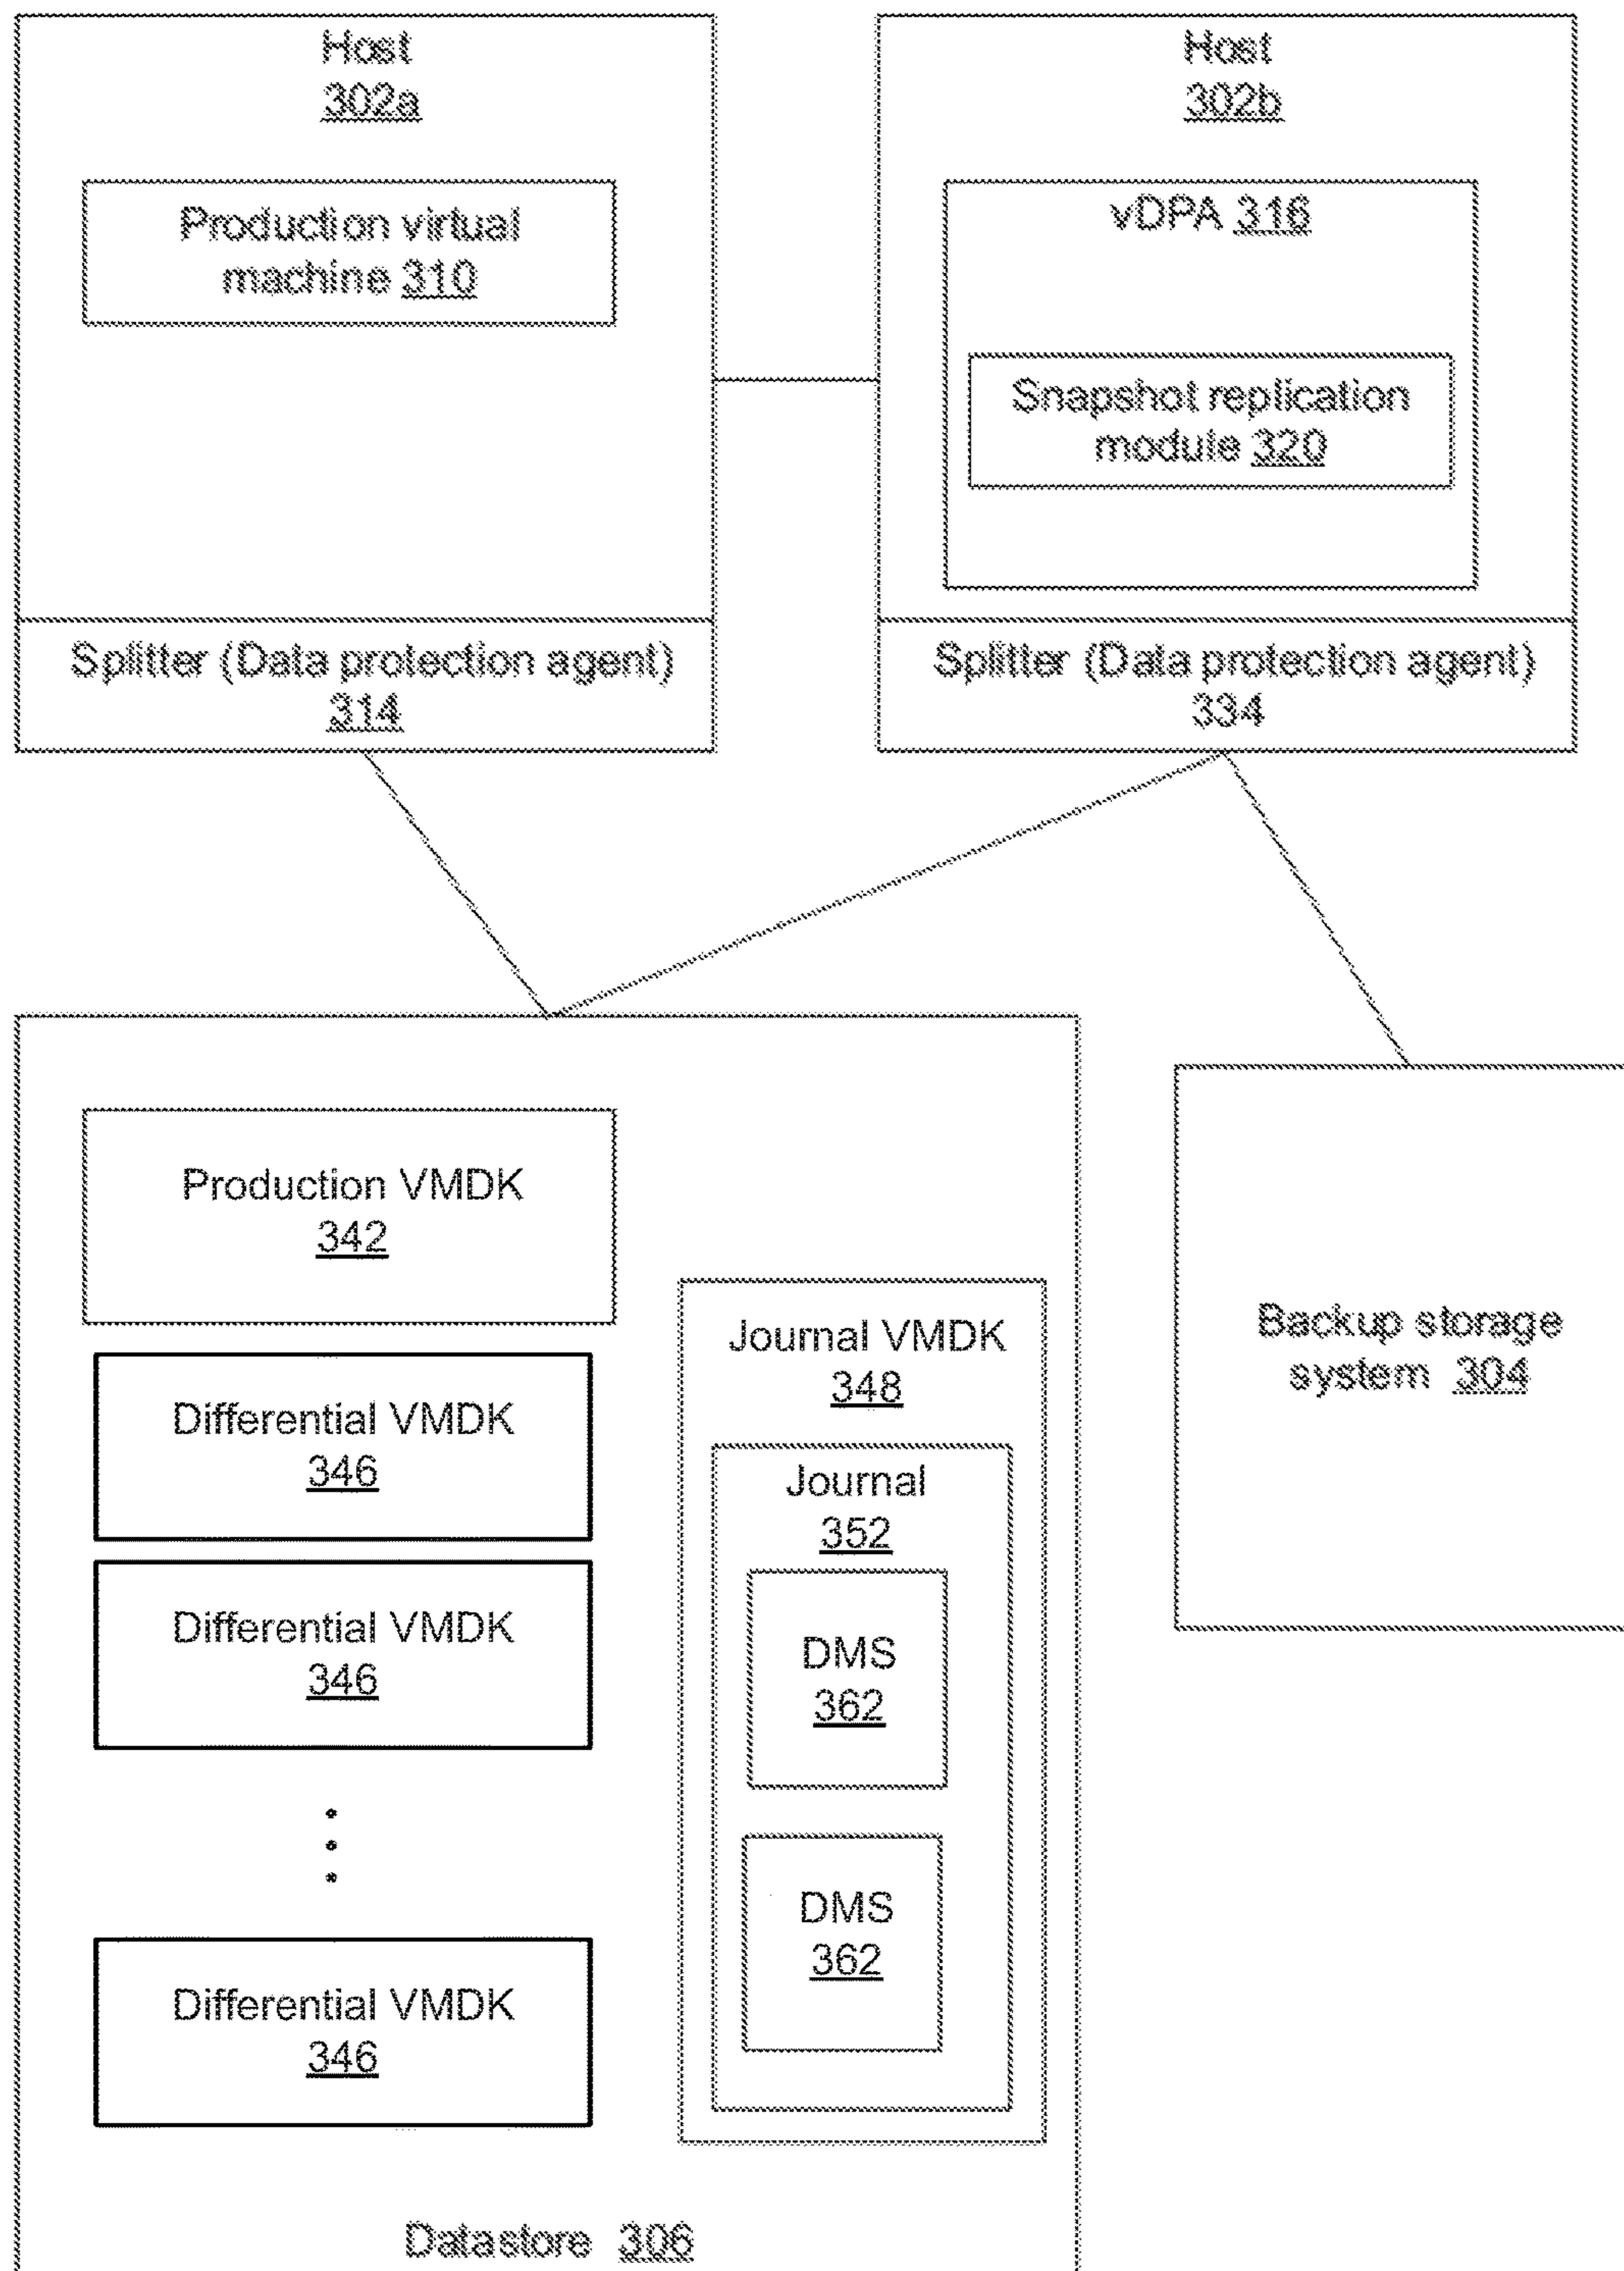 Host
302a
Production virtual
machine 310
Splitter (Data protection agent)
314
Host
302b
vDPA 316
Snapshot replication
module 320
Splitter (Data protection agent)
334
Production VMDK
342
Differential VMDK
346
Differential VMDK
346
Differential VMDK
346
Journal VMDK
348
Journal
352
DMS
362
DMS
362
Datastore 306
Backup storage
system 304